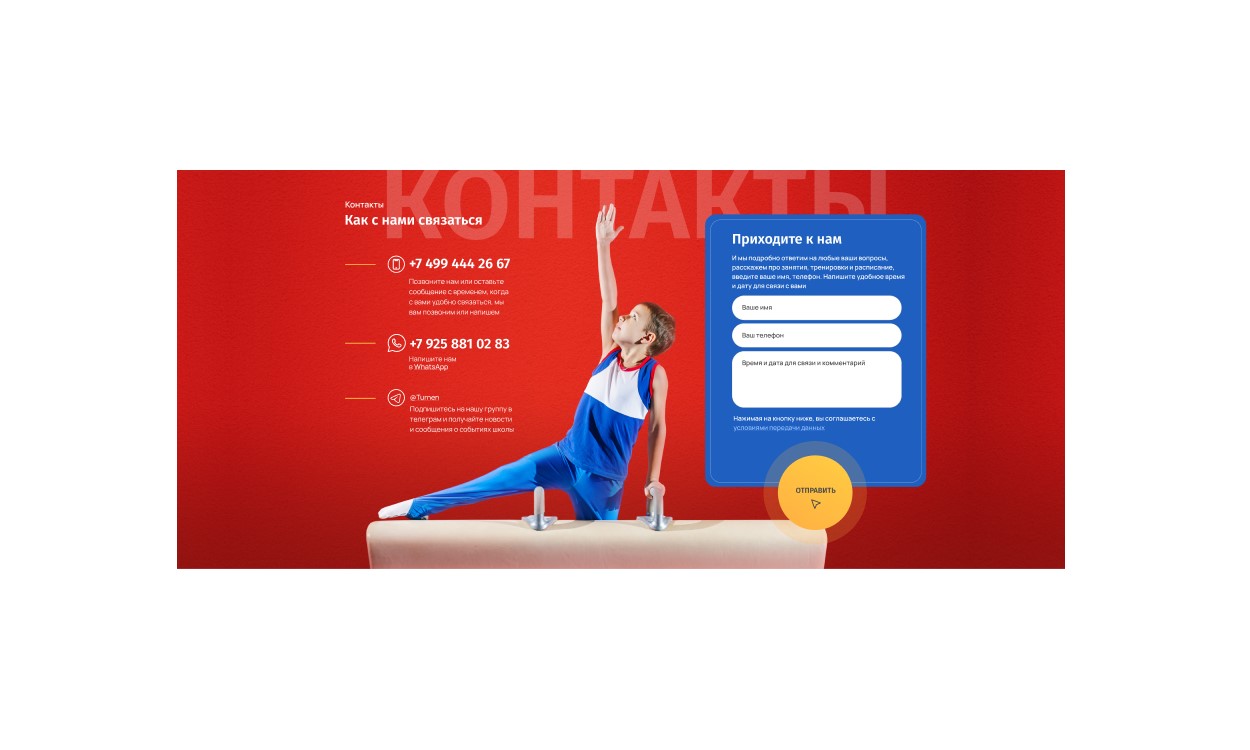 КОНТАКТЫ
Контакты
Как с нами связаться
+7 499 444 26 67
Позвоните нам или оставьте
сообщение с временем, когда
с вами удобно связаться, мы
вам позвоним или напишем
+7 925 881 02 83
Напишите нам
в WhatsApp
@Tumen
Подпишитесь на нашу группу в
телеграм и получайте новости
и сообщения о событиях школы
Приходите к нам
И мы подробно ответим на любые ваши вопросы,
расскажем про занятия, тренировки и расписание,
введите ваше имя, телефон. Напишите удобное время
и дату для связи с вами
Ваше имя
Ваш телефон
Время и дата для связи и комментарий
Нажимая на кнопку ниже, вы соглашаетесь с
условиями передачи данных
ОТПРАВИТЬ